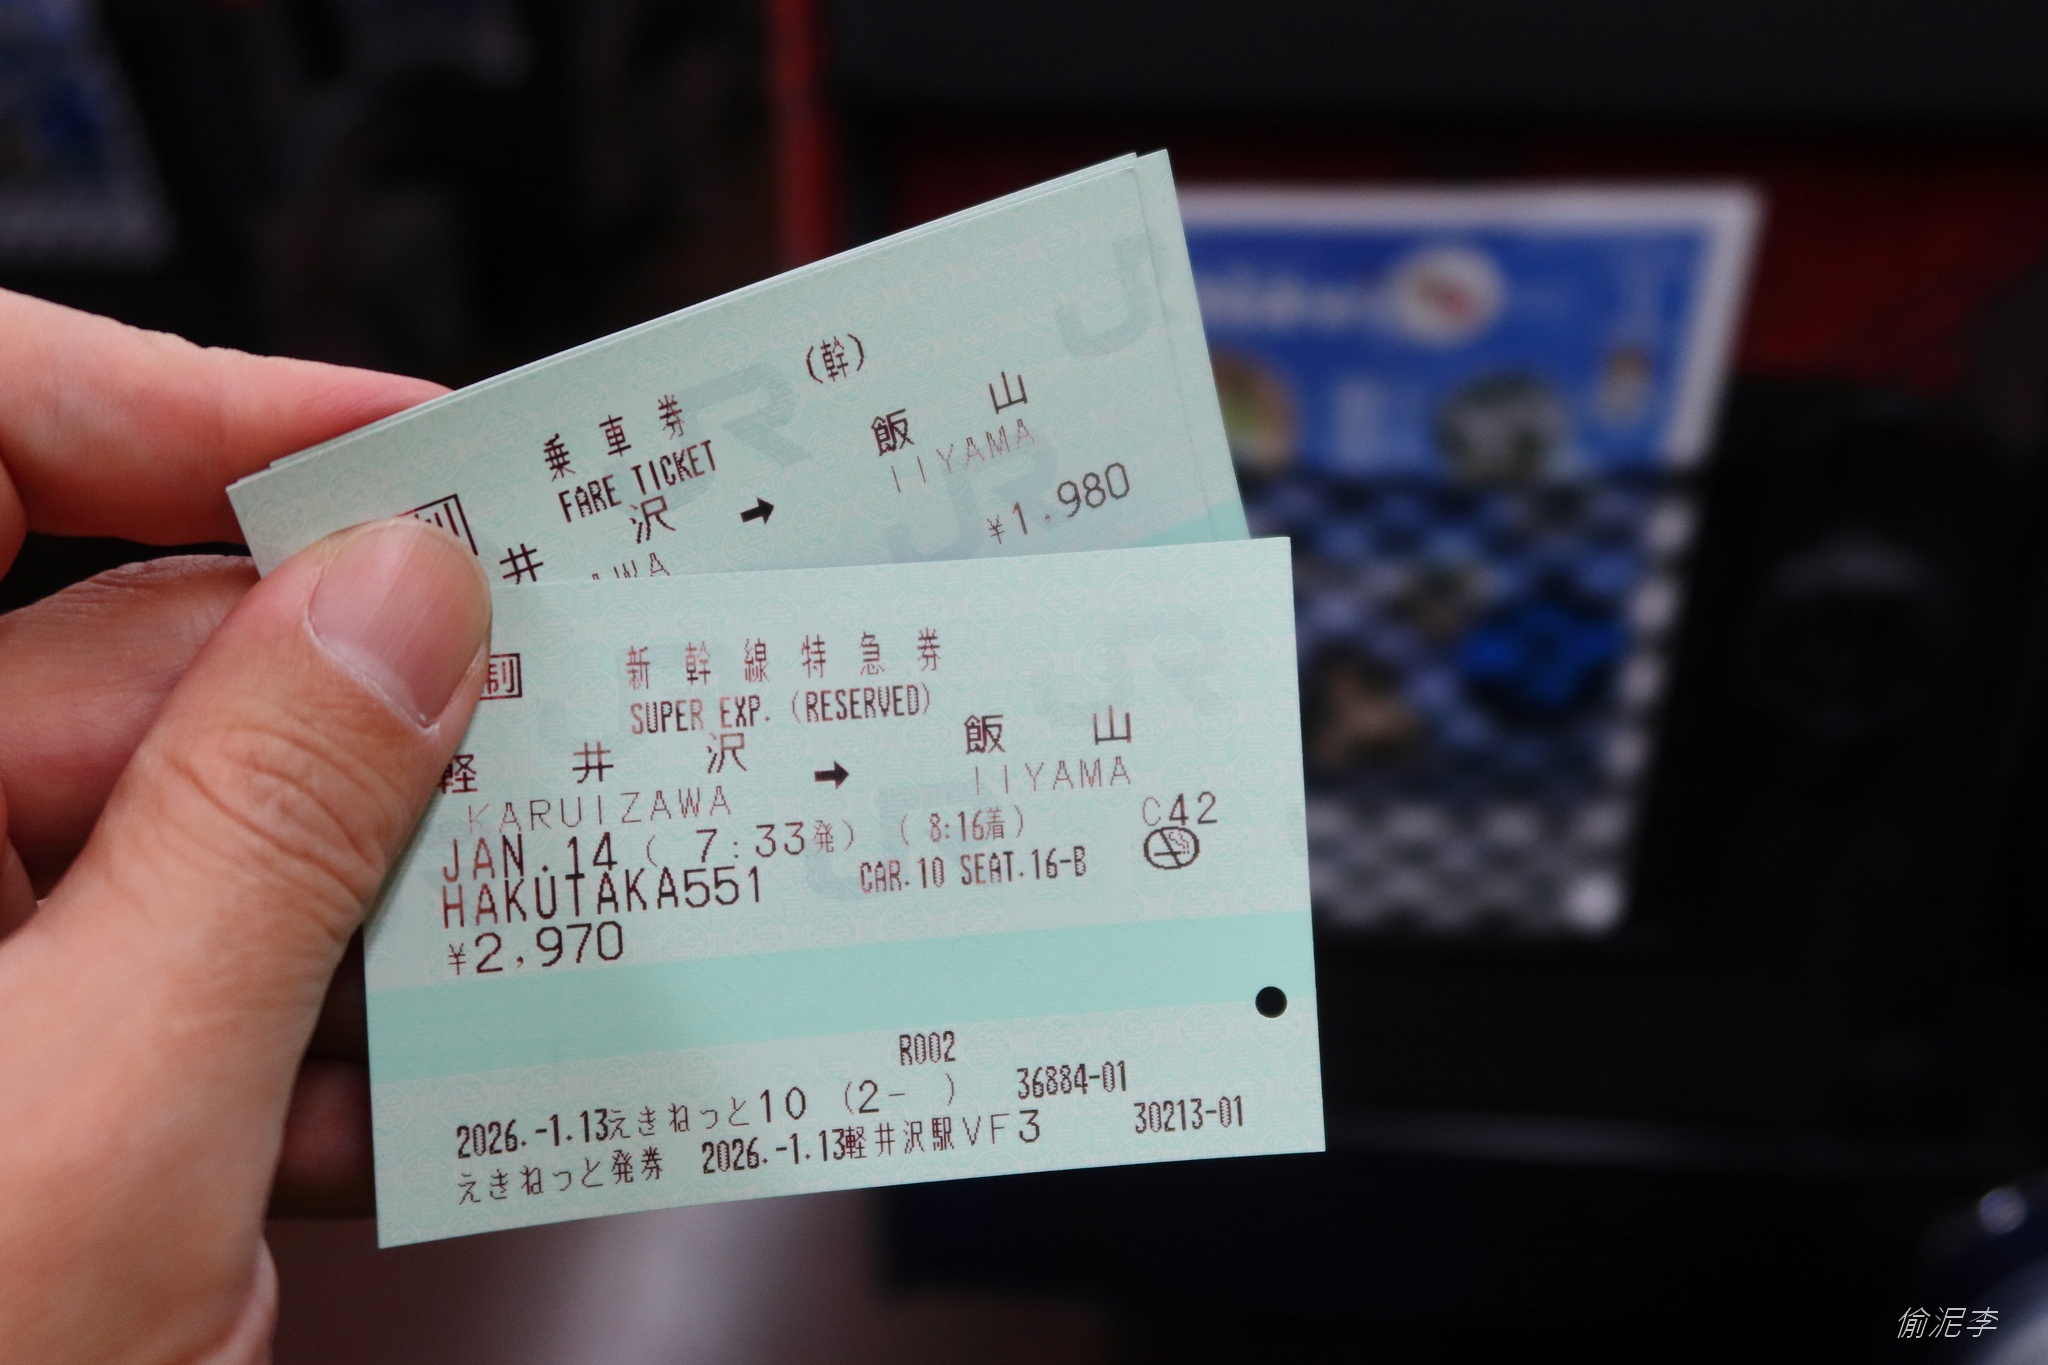 (幹)
乗車券
FARE TICKET
井沢 → 飯山
AWA IIYAMA
¥1,980
制
新幹線特急券
SUPER EXP. (RESERVED)
軽井沢 → 飯山
KARUIZAWA IIYAMA
JAN.14 ( 7:33発) ( 8:16着) C42
HAKUTAKA551 CAR.10 SEAT.16-B
¥2,970
R002
2026.-1.13えきねっと10 (2- ) 36884-01
えきねっと発券 2026.-1.13軽井沢駅VF3 30213-01
偷泥李